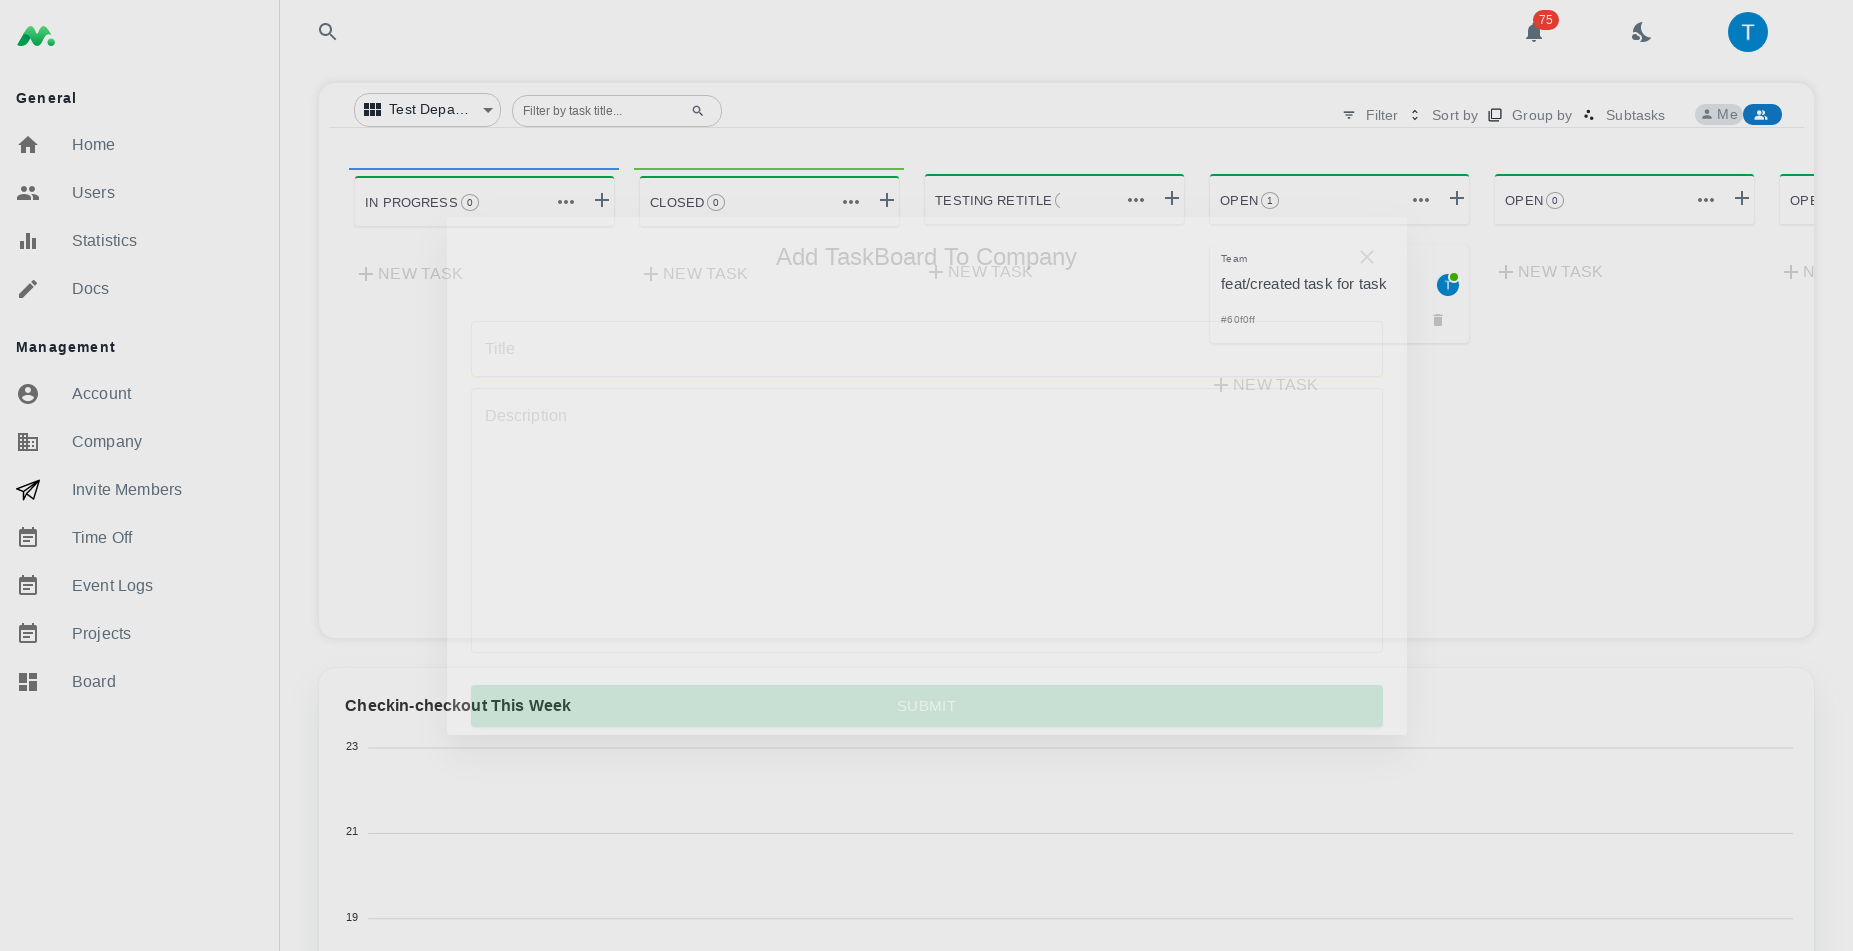 General
Home
Users
Statistics
Docs
Management
Account
Company
Invite Members
Time Off
Event Logs
Projects
Board
75
T
Test Depa...
Filter by task title...
Filter
Sort by
Group by
Subtasks
Me
IN PROGRESS 0
CLOSED 0
TESTING RETITLE
OPEN 1
OPEN 0
OPE
NEW TASK
NEW TASK
NEW TASK
NEW TASK
N
Team
feat/created task for task
T
#60f0ff
NEW TASK
Add TaskBoard To Company
Title
Description
SUBMIT
Checkin-checkout This Week
23
21
19